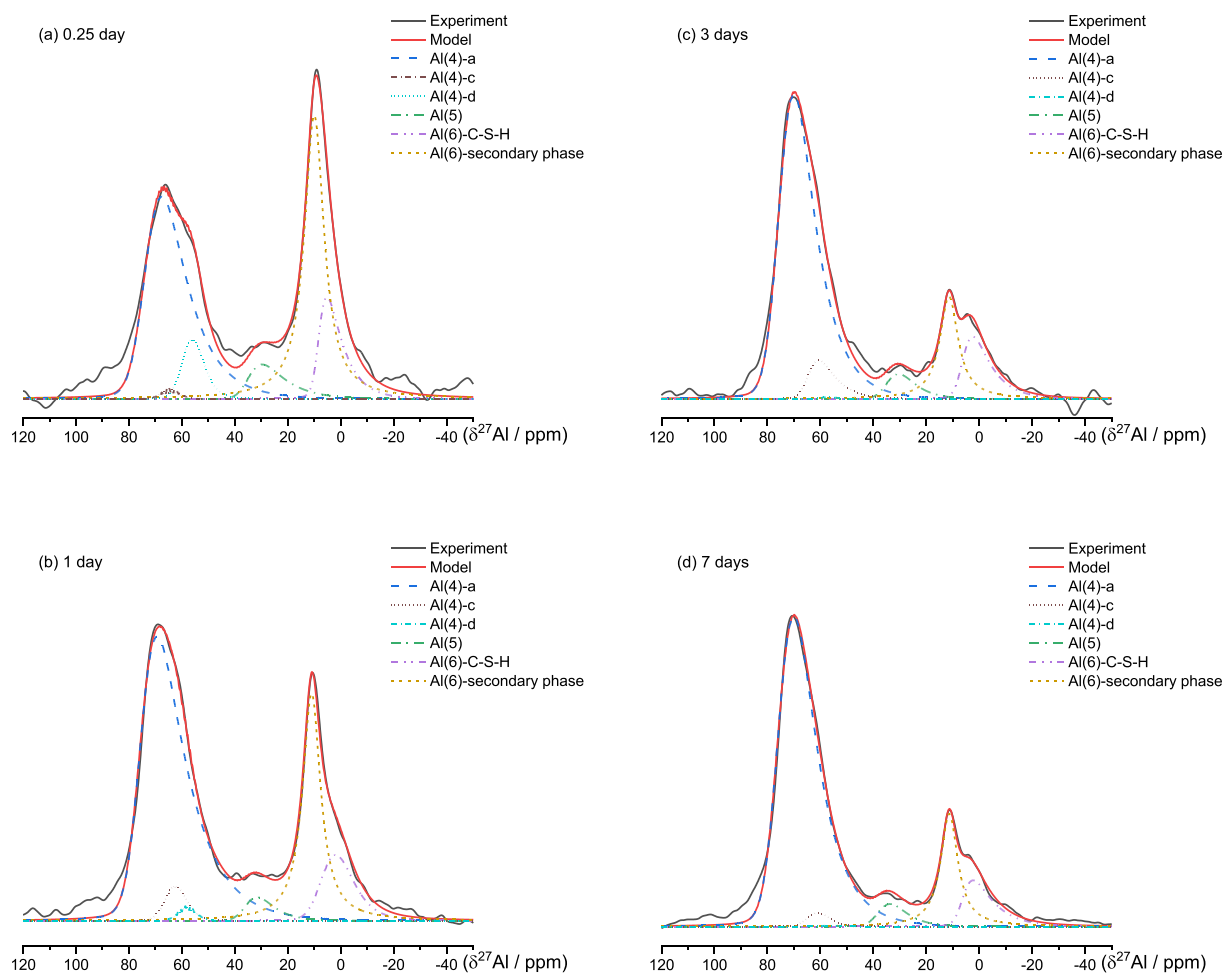 (a) 0.25 day
Experiment
Model
Al(4)-a
Al(4)-c
Al(4)-d
Al(5)
Al(6)-C-S-H
Al(6)-secondary phase
120 100 80 60 40 20 0 -20 -40 (δ²⁷Al / ppm)
(c) 3 days
Experiment
Model
Al(4)-a
Al(4)-c
Al(4)-d
Al(5)
Al(6)-C-S-H
Al(6)-secondary phase
120 100 80 60 40 20 0 -20 -40 (δ²⁷Al / ppm)
(b) 1 day
Experiment
Model
Al(4)-a
Al(4)-c
Al(4)-d
Al(5)
Al(6)-C-S-H
Al(6)-secondary phase
120 100 80 60 40 20 0 -20 -40 (δ²⁷Al / ppm)
(d) 7 days
Experiment
Model
Al(4)-a
Al(4)-c
Al(4)-d
Al(5)
Al(6)-C-S-H
Al(6)-secondary phase
120 100 80 60 40 20 0 -20 -40 (δ²⁷Al / ppm)